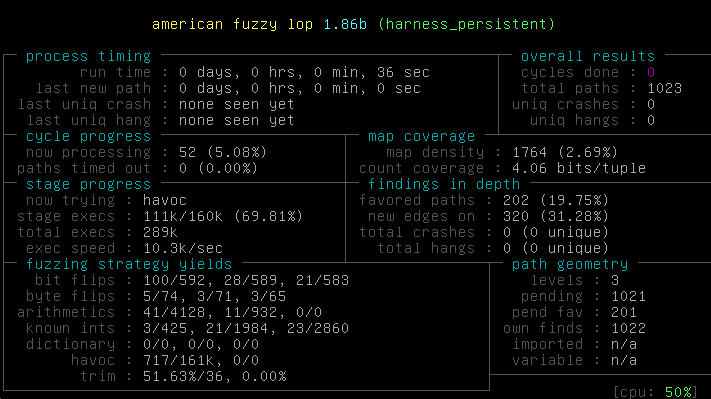 american fuzzy lop 1.86b (harness_persistent)
process timing
run time : 0 days, 0 hrs, 0 min, 36 sec
last new path : 0 days, 0 hrs, 0 min, 0 sec
last uniq crash : none seen yet
last uniq hang : none seen yet
overall results
cycles done : 0
total paths : 1023
uniq crashes : 0
uniq hangs : 0
cycle progress
now processing : 52 (5.08%)
paths timed out : 0 (0.00%)
map coverage
map density : 1764 (2.69%)
count coverage : 4.06 bits/tuple
stage progress
now trying : havoc
stage execs : 111k/160k (69.81%)
total execs : 289k
exec speed : 10.3k/sec
findings in depth
favored paths : 202 (19.75%)
new edges on : 320 (31.28%)
total crashes : 0 (0 unique)
total hangs : 0 (0 unique)
fuzzing strategy yields
bit flips : 100/592, 28/589, 21/583
byte flips : 5/74, 3/71, 3/65
arithmetics : 41/4128, 11/932, 0/0
known ints : 3/425, 21/1984, 23/2860
dictionary : 0/0, 0/0, 0/0
havoc : 717/161k, 0/0
trim : 51.63%/36, 0.00%
path geometry
levels : 3
pending : 1021
pend fav : 201
own finds : 1022
imported : n/a
variable : n/a
[cpu: 50%]